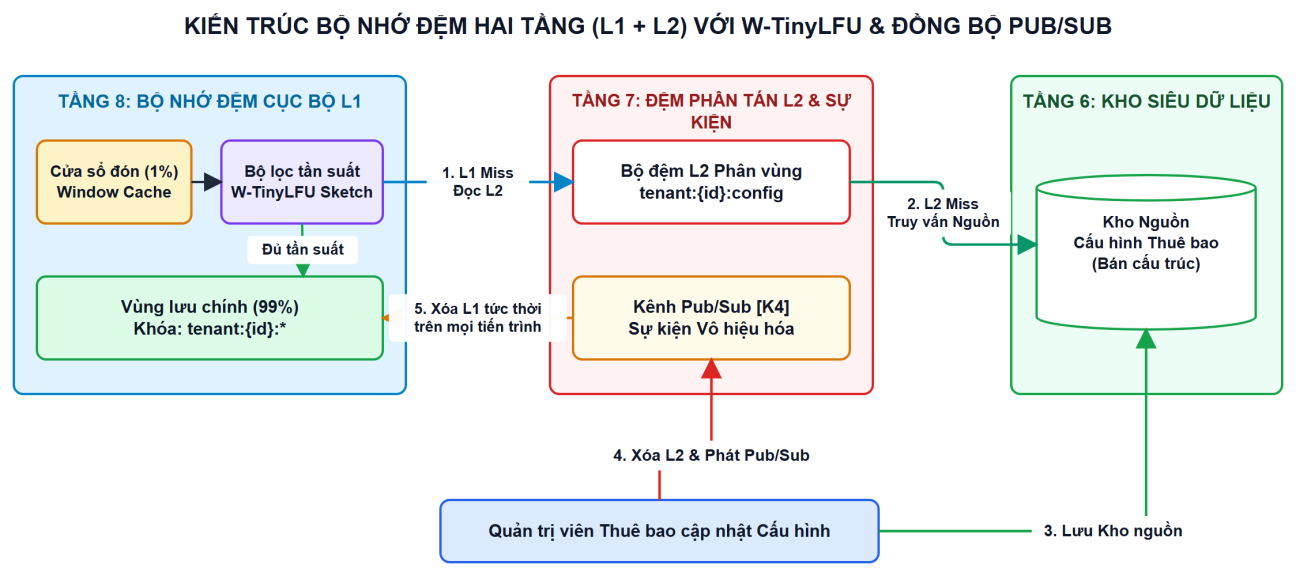 KIẾN TRÚC BỘ NHỚ ĐỆM HAI TẦNG (L1 + L2) VỚI W-TinyLFU & ĐỒNG BỘ PUB/SUB
TẦNG 8: BỘ NHỚ ĐỆM CỤC BỘ L1
Cửa sổ đón (1%)
Window Cache
Bộ lọc tần suất
W-TinyLFU Sketch
Đủ tần suất
Vùng lưu chính (99%)
Khóa: tenant:{id}:*
1. L1 Miss
Đọc L2
5. Xóa L1 tức thời
trên mọi tiến trình
TẦNG 7: ĐỆM PHÂN TÁN L2 & SỰ
KIỆN
Bộ đệm L2 Phân vùng
tenant:{id}:config
Kênh Pub/Sub [K4]
Sự kiện Vô hiệu hóa
2. L2 Miss
Truy vấn Nguồn
TẦNG 6: KHO SIÊU DỮ LIỆU
Kho Nguồn
Cấu hình Thuê bao
(Bán cấu trúc)
4. Xóa L2 & Phát Pub/Sub
Quản trị viên Thuê bao cập nhật Cấu hình
3. Lưu Kho nguồn